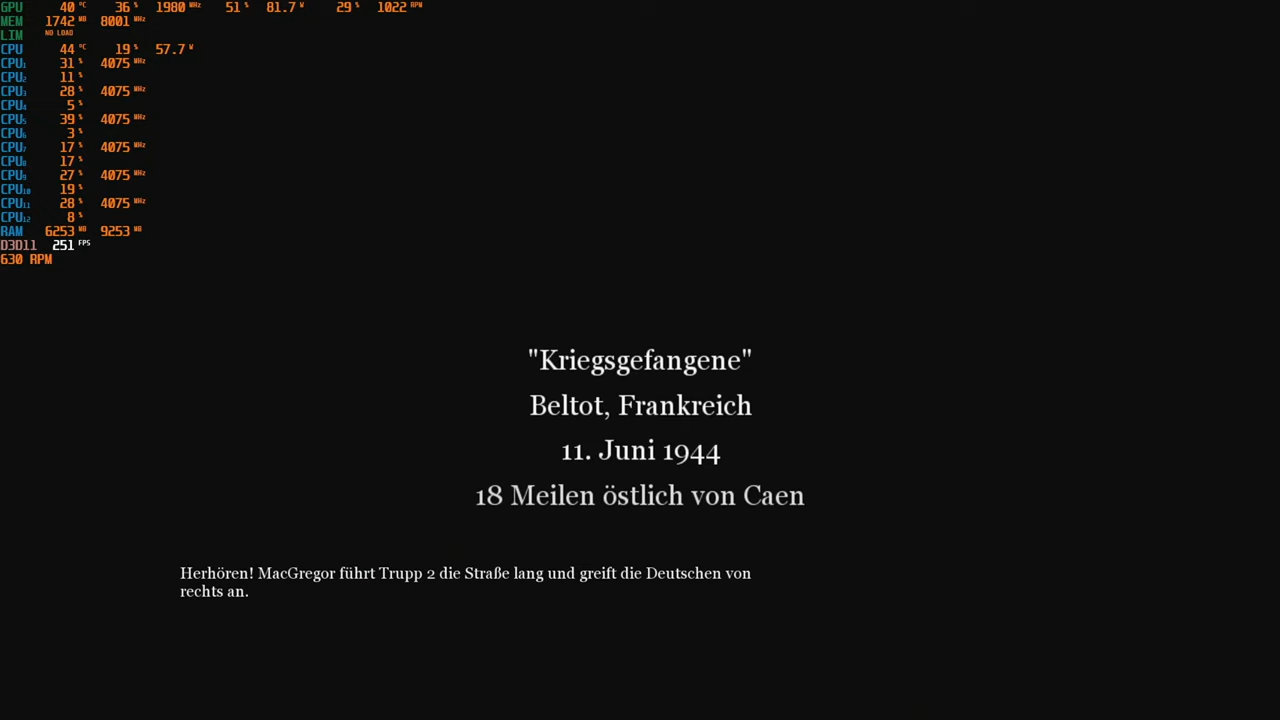 GPU 40 °C 36 % 1980 MHz 51 % 81.7 W 29 % 1022 RPM
MEM 1742 MB 8001 MHz
LIM NO LOAD
CPU 44 °C 19 % 57.7 W
CPU1 31 % 4075 MHz
CPU2 11 %
CPU3 28 % 4075 MHz
CPU4 5 %
CPU5 39 % 4075 MHz
CPU6 3 %
CPU7 17 % 4075 MHz
CPU8 17 %
CPU9 27 % 4075 MHz
CPU10 19 %
CPU11 28 % 4075 MHz
CPU12 8 %
RAM 6253 MB 9253 MB
D3D11 251 FPS
630 RPM
"Kriegsgefangene"
Beltot, Frankreich
11. Juni 1944
18 Meilen östlich von Caen
Herhören! MacGregor führt Trupp 2 die Straße lang und greift die Deutschen von
rechts an.